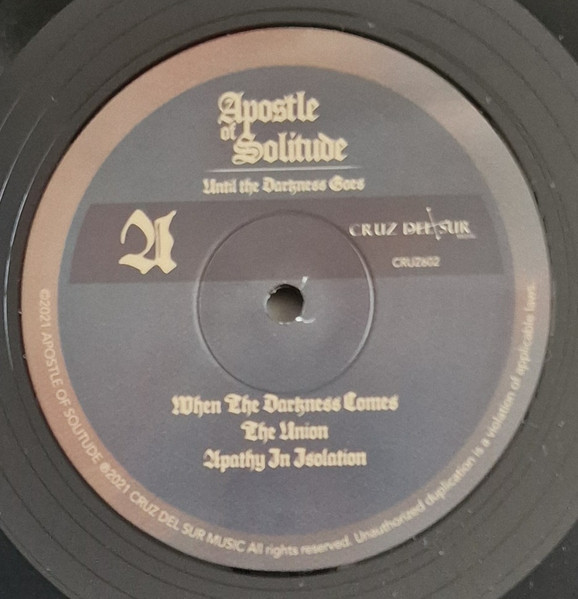 Apostle
of
Solitude
Until the Darkness Goes
A
CRUZ DEL SUR
MUSIC
CRUZ602
When The Darkness Comes
The Union
Apathy In Isolation
©2021 APOSTLE OF SOLITUDE ℗2021 CRUZ DEL SUR MUSIC All rights reserved. Unauthorized duplication is a violation of applicable laws.